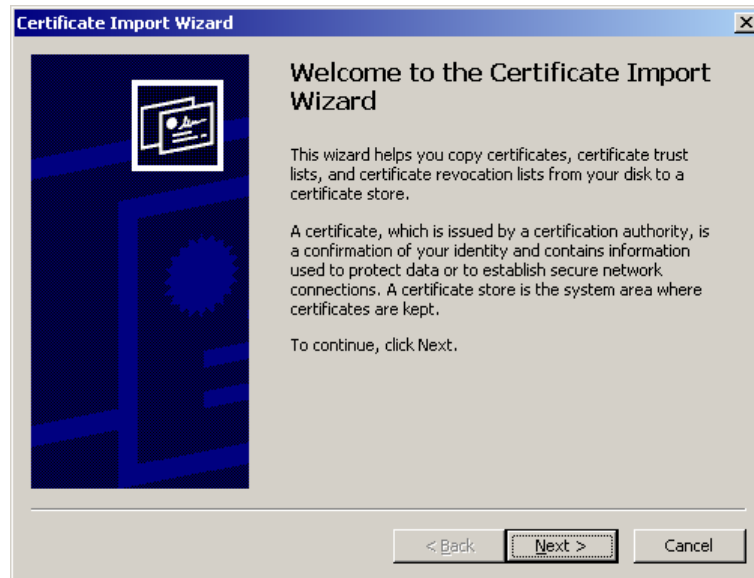 Certificate Import Wizard
Welcome to the Certificate Import
Wizard
This wizard helps you copy certificates, certificate trust
lists, and certificate revocation lists from your disk to a
certificate store.
A certificate, which is issued by a certification authority, is
a confirmation of your identity and contains information
used to protect data or to establish secure network
connections. A certificate store is the system area where
certificates are kept.
To continue, click Next.
< Back Next > Cancel